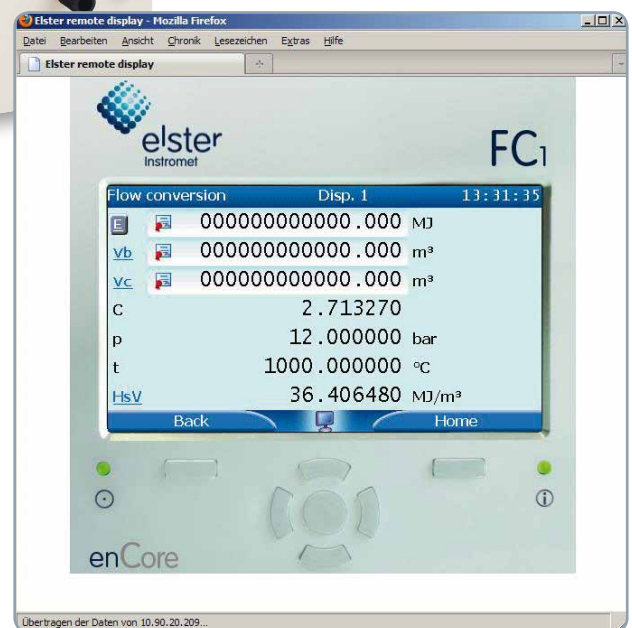 Elster remote display - Mozilla Firefox
Datei Bearbeiten Ansicht Chronik Lesezeichen Extras Hilfe
Elster remote display
elster
Instromet
FC1
Flow conversion Disp. 1 13:31:35
E 000000000000.000 MJ
Vb 000000000000.000 m³
Vc 000000000000.000 m³
C 2.713270
p 12.000000 bar
t 1000.000000 °C
HsV 36.406480 MJ/m³
Back Home
enCore
Übertragen der Daten von 10.90.20.209...